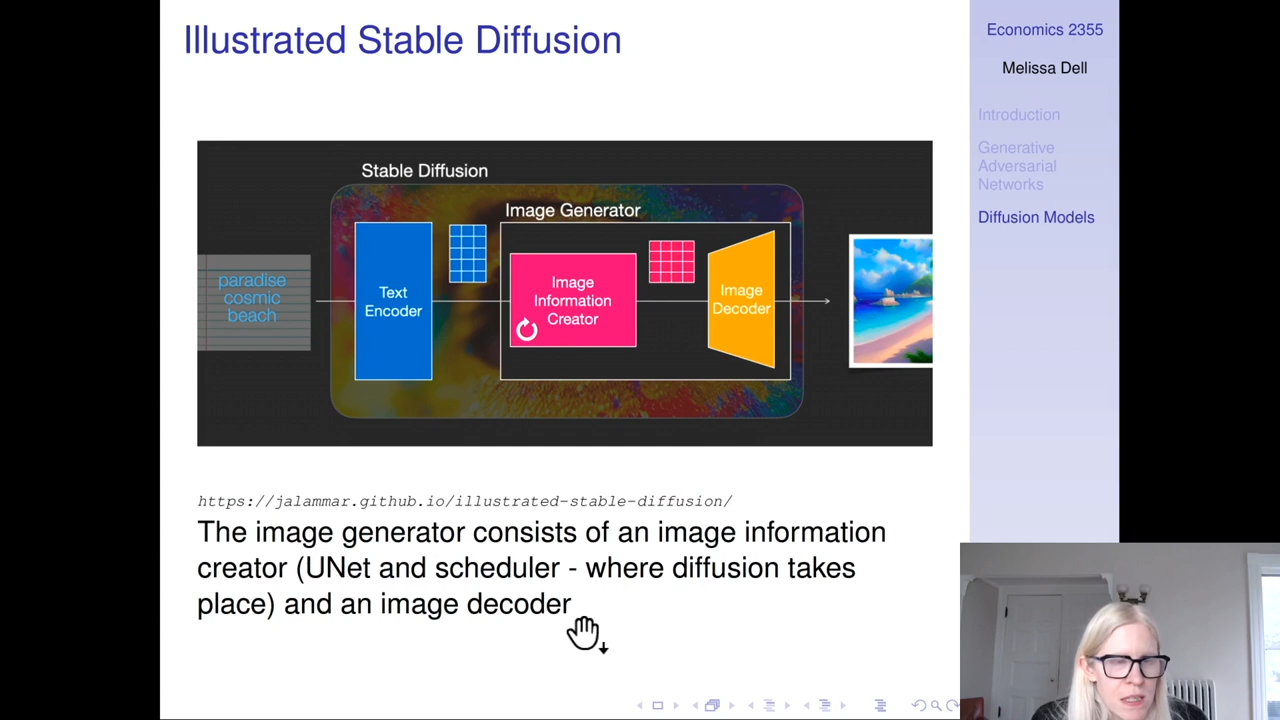 Illustrated Stable Diffusion
Stable Diffusion
Image Generator
paradise
cosmic
beach
Text
Encoder
Image
Information
Creator
Image
Decoder
https://jalammar.github.io/illustrated-stable-diffusion/
The image generator consists of an image information
creator (UNet and scheduler - where diffusion takes
place) and an image decoder
Economics 2355
Melissa Dell
Introduction
Generative
Adversarial
Networks
Diffusion Models